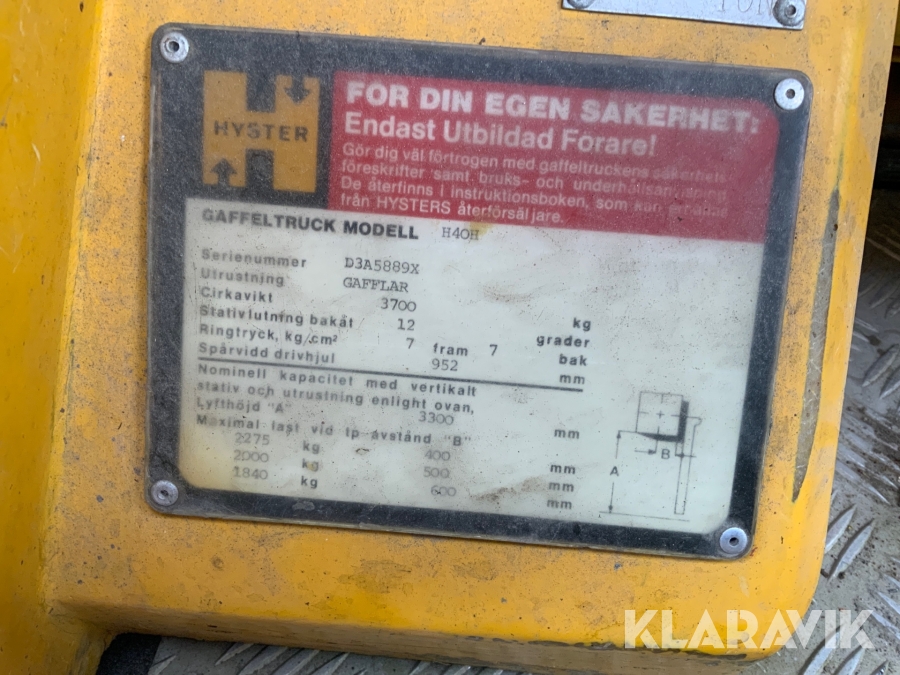 TON
HYSTER
FOR DIN EGEN SAKERHET:
Endast Utbildad Forare!
Gör dig väl förtrogen med gaffeltruckens säkerhets-
föreskrifter samt bruks- och underhållsanvisning.
De återfinns i instruktionsboken, som kan erhållas
från HYSTERS återförsäljare.
GAFFELTRUCK MODELL H40H
Serienummer D3A5889X
Utrustning GAFFLAR
Cirkavikt 3700 kg
Stativlutning bakåt 12 grader
Ringtryck, kg/cm² 7 fram 7 bak
Spårvidd drivhjul 952 mm
Nominell kapacitet med vertikalt
stativ och utrustning enlight ovan,
Lyfthöjd "A" 3300 mm
Maximal last vid tp avstånd "B"
2275 kg 400 mm
2000 kg 500 mm
1840 kg 600 mm
A
B
KLARAVIK